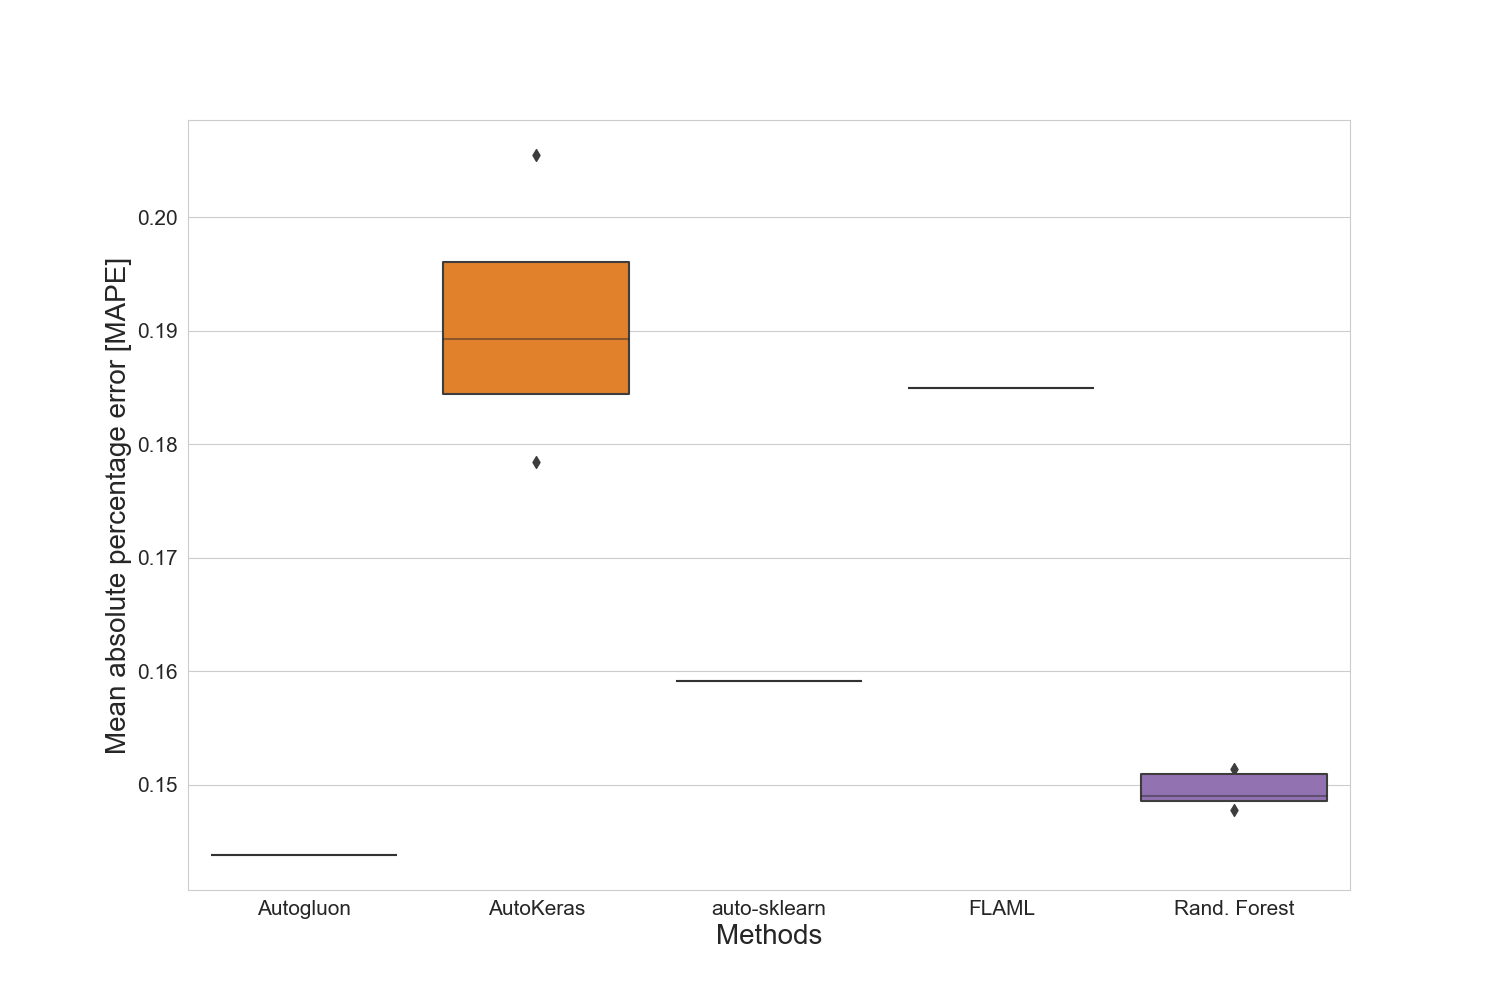 0.20
0.19
0.18
0.17
0.16
0.15
Mean absolute percentage error [MAPE]
Autogluon AutoKeras auto-sklearn FLAML Rand. Forest
Methods